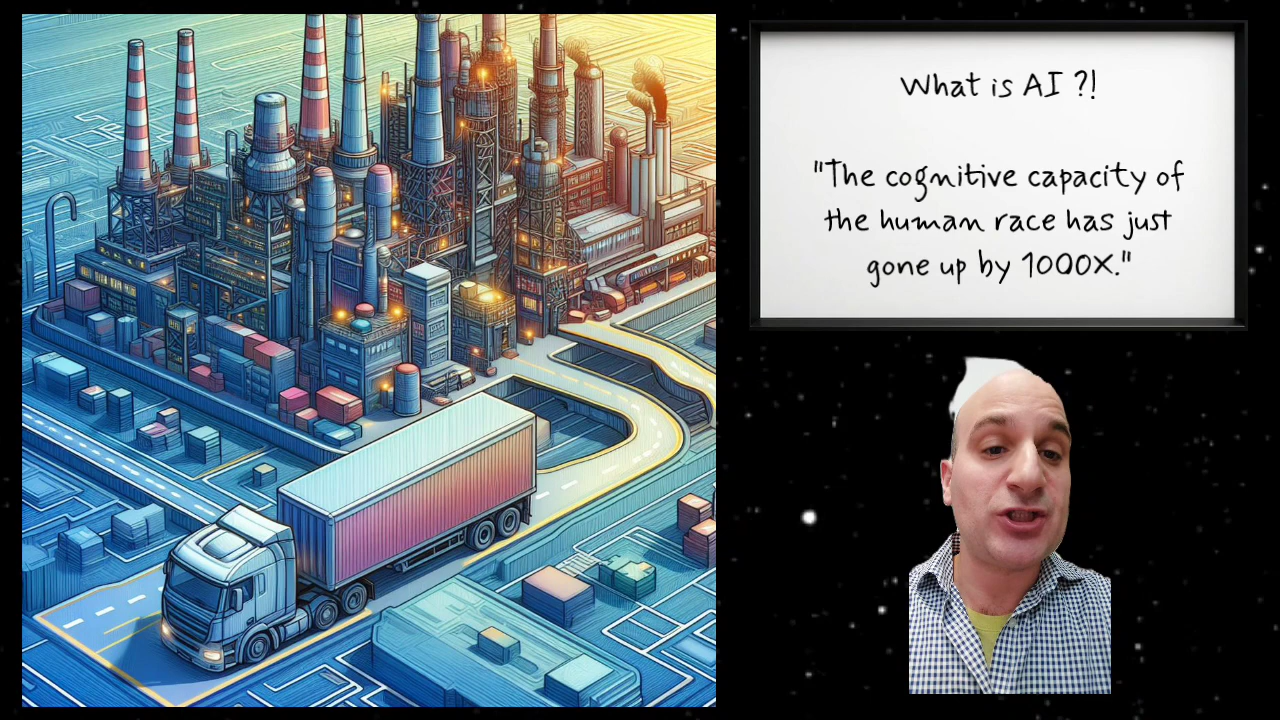 What is AI ?!
"The cognitive capacity of
the human race has just
gone up by 1000X."